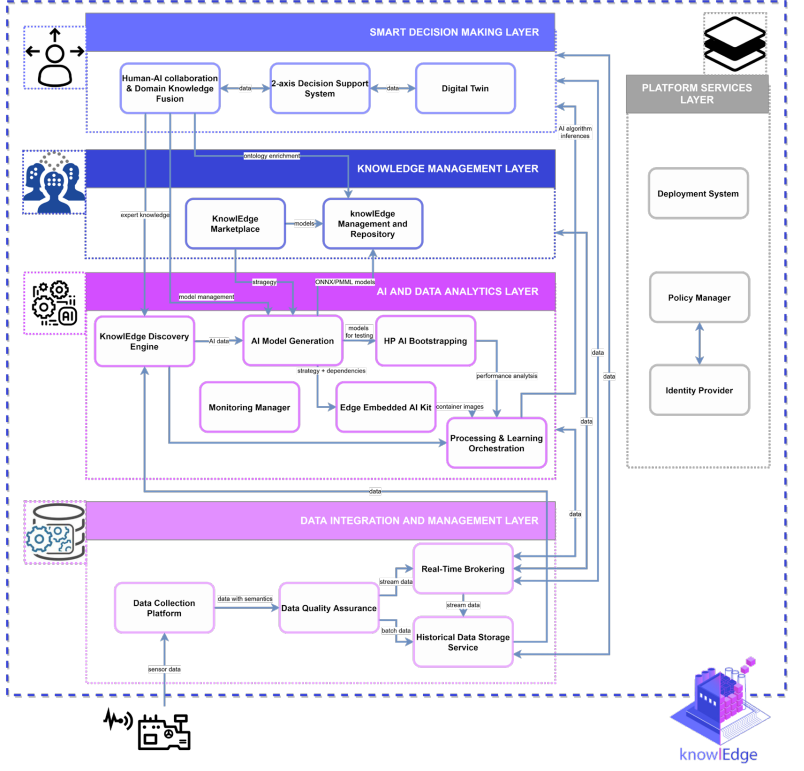 SMART DECISION MAKING LAYER
Human-AI collaboration
& Domain Knowledge
Fusion
data
2-axis Decision Support
System
data
Digital Twin
AI algorithm
inferences
PLATFORM SERVICES
LAYER
ontology enrichment
KNOWLEDGE MANAGEMENT LAYER
expert knowledge
KnowlEdge
Marketplace
models
knowlEdge
Management and
Repository
Deployment System
model management
stragegy
ONNX/PMML models
AI AND DATA ANALYTICS LAYER
AI
KnowlEdge Discovery
Engine
AI data
AI Model Generation
models
for testing
HP AI Bootstrapping
Policy Manager
strategy + dependencies
performance analytsis
data
data
Monitoring Manager
Edge Embedded AI Kit
container images
Identity Provider
data
Processing & Learning
Orchestration
data
data
DATA INTEGRATION AND MANAGEMENT LAYER
Real-Time Brokering
stream data
Data Collection
Platform
data with semantics
Data Quality Assurance
stream data
batch data
Historical Data Storage
Service
sensor data
knowlEdge